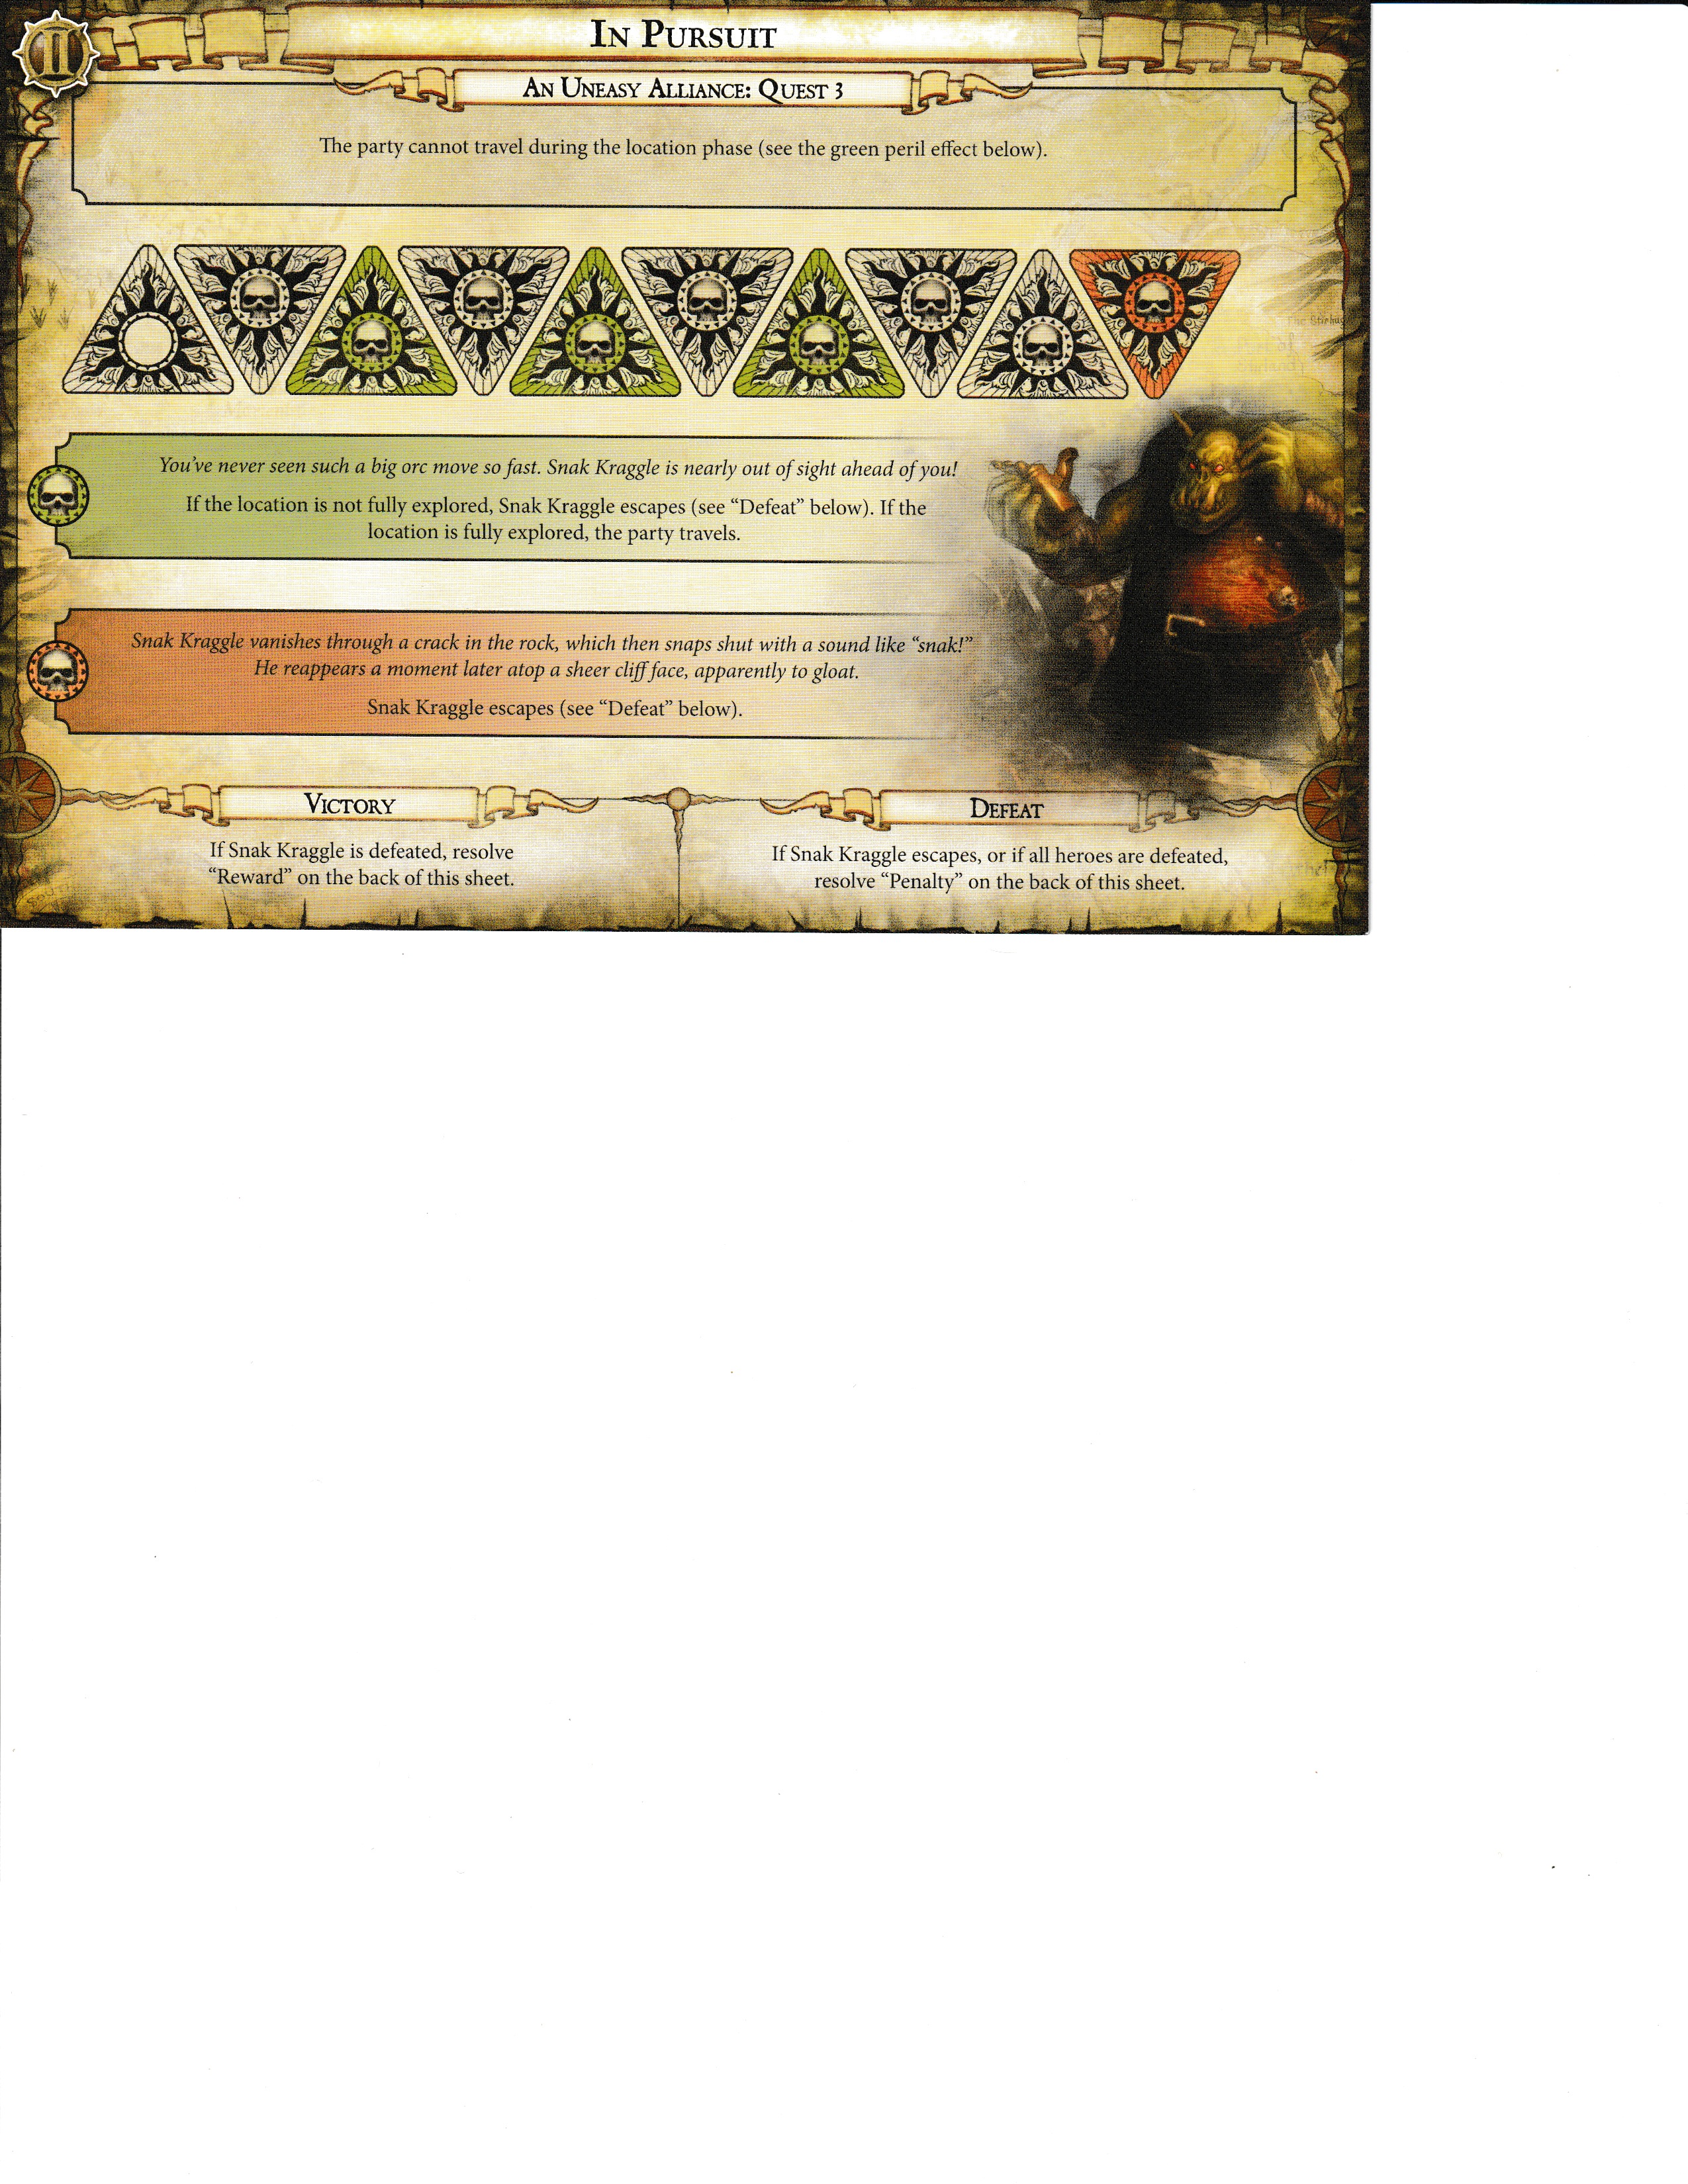 II
In Pursuit
An Uneasy Alliance: Quest 3
The party cannot travel during the location phase (see the green peril effect below).
You’ve never seen such a big orc move so fast. Snak Kraggle is nearly out of sight ahead of you!
If the location is not fully explored, Snak Kraggle escapes (see “Defeat” below). If the
location is fully explored, the party travels.
Snak Kraggle vanishes through a crack in the rock, which then snaps shut with a sound like “snak!”
He reappears a moment later atop a sheer cliff face, apparently to gloat.
Snak Kraggle escapes (see “Defeat” below).
Victory
If Snak Kraggle is defeated, resolve
“Reward” on the back of this sheet.
Defeat
If Snak Kraggle escapes, or if all heroes are defeated,
resolve “Penalty” on the back of this sheet.